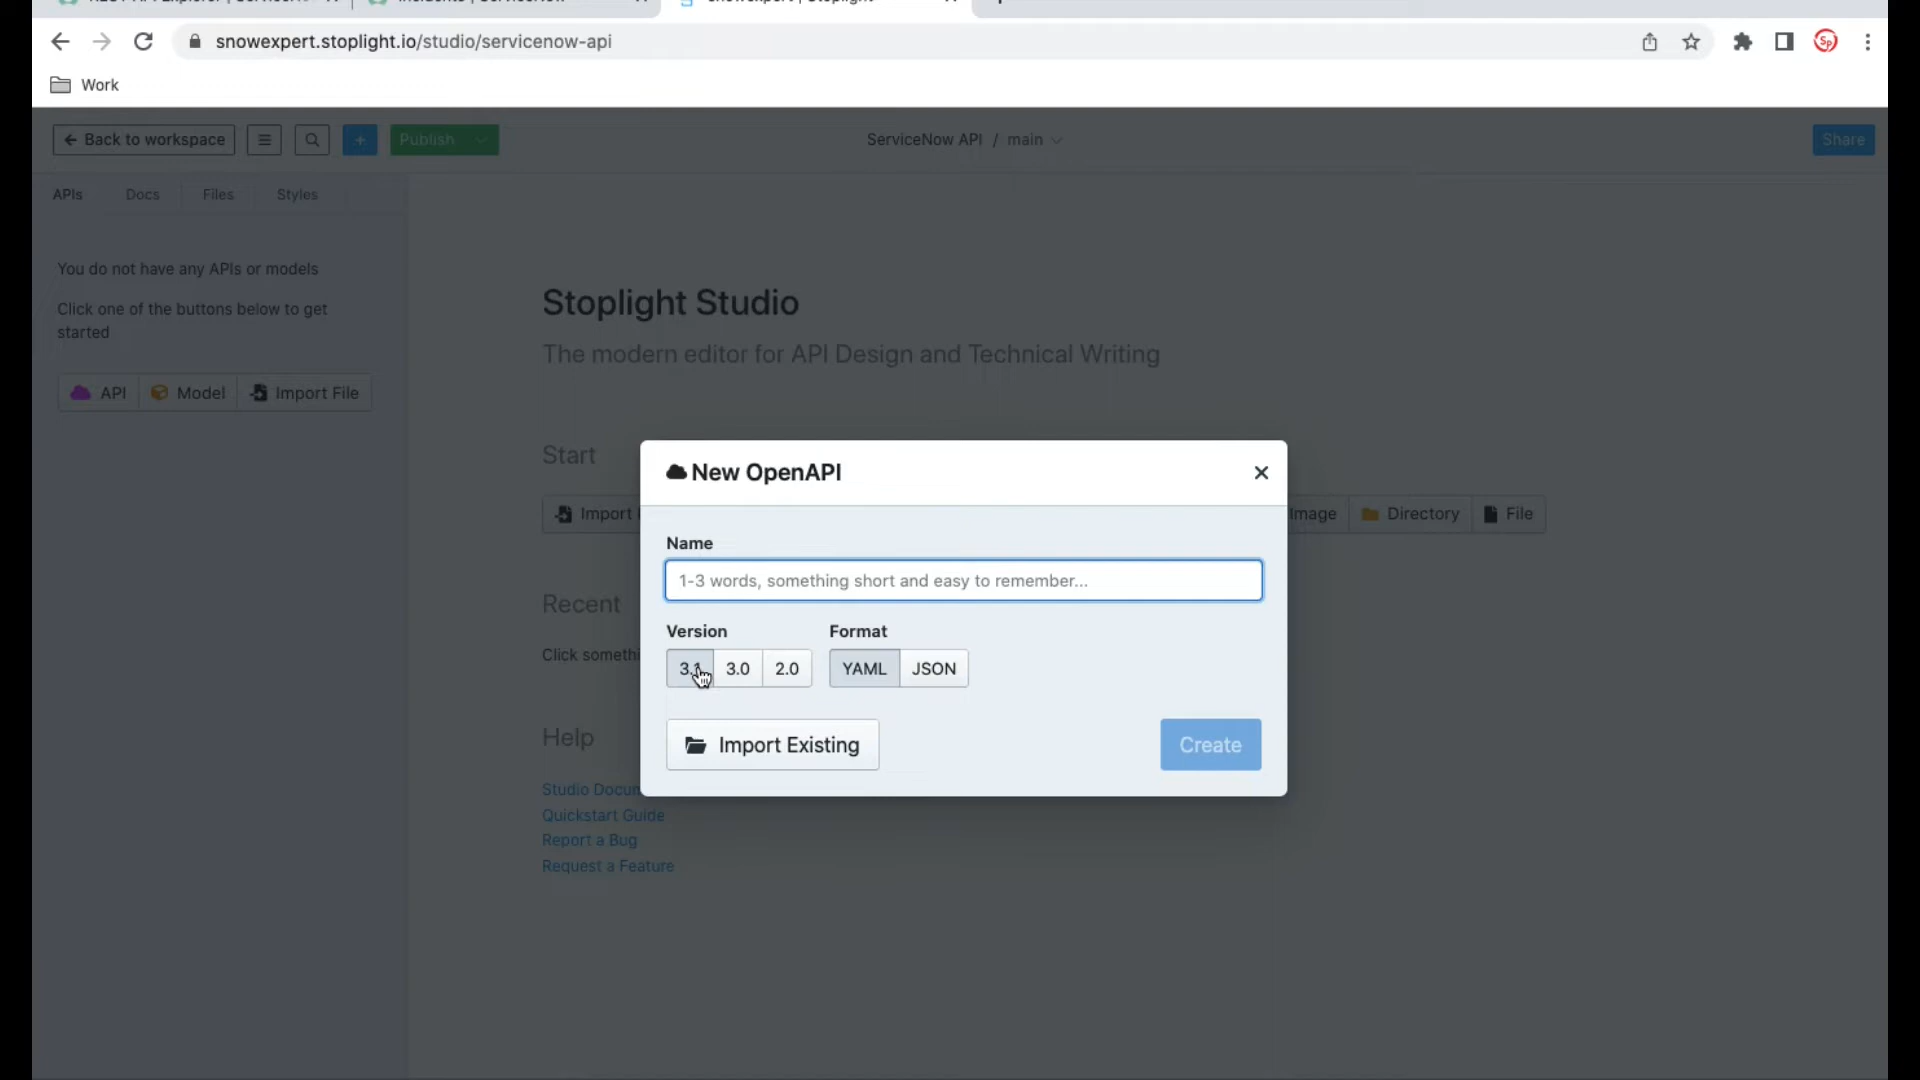 snowexpert.stoplight.io/studio/servicenow-api
Work
Back to workspace
Publish
ServiceNow API / main
Share
APIs Docs Files Styles
You do not have any APIs or models
Click one of the buttons below to get
started
API Model Import File
Stoplight Studio
The modern editor for API Design and Technical Writing
Start
Import
Image Directory File
New OpenAPI
Name
1-3 words, something short and easy to remember...
Version Format
3.0 2.0 YAML JSON
Import Existing Create
Recent
Click
Help
Studio
Quickstart Guide
Report a Bug
Request a Feature